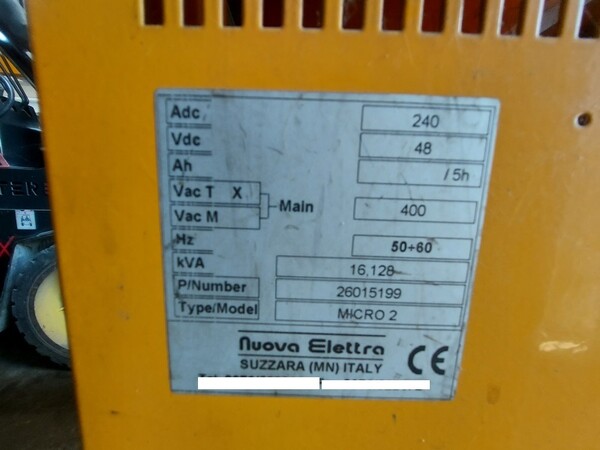 Adc 240
Vdc 48
Ah / 5h
Vac T X
Main 400
Vac M
Hz 50÷60
kVA 16,128
P/Number 26015199
Type/Model MICRO 2
Nuova Elettra
SUZZARA (MN) ITALY
CE
TEREX